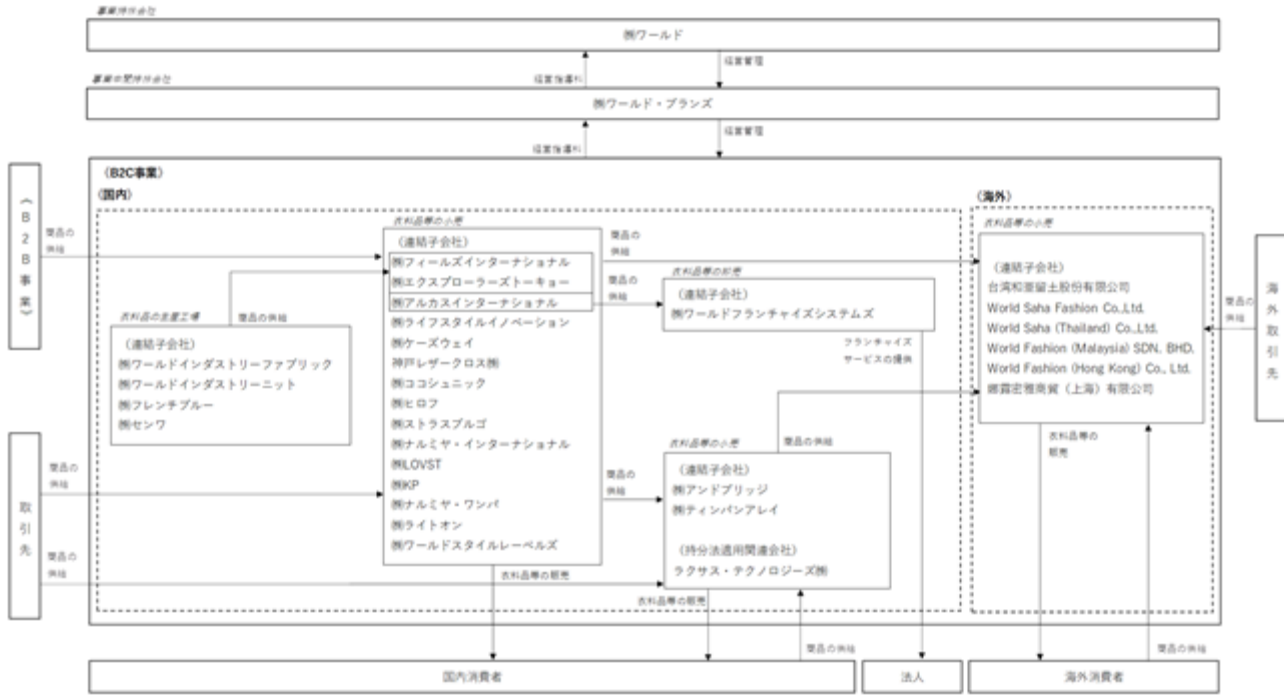 事業持株会社
㈱ワールド
経営指導料
経営管理
事業中間持株会社
㈱ワールド・ブランズ
経営指導料
経営管理
《B2B事業》
商品の
供給
〈B2C事業〉
〈国内〉
衣料品の生産工場
商品の供給
（連結子会社）
㈱ワールドインダストリーファブリック
㈱ワールドインダストリーニット
㈱フレンチブルー
㈱センワ
取引先
商品の
供給
商品の
供給
衣料品等の小売
（連結子会社）
㈱フィールズインターナショナル
㈱エクスプローラーズトーキョー
㈱アルカスインターナショナル
㈱ライフスタイルイノベーション
㈱ケーズウェイ
神戸レザークロス㈱
㈱ココシュニック
㈱ヒロフ
㈱ストラスブルゴ
㈱ナルミヤ・インターナショナル
㈱LOVST
㈱KP
㈱ナルミヤ・ワンパ
㈱ライトオン
㈱ワールドスタイルレーベルズ
衣料品等の販売
商品の
供給
商品の
供給
衣料品等の卸売
（連結子会社）
㈱ワールドフランチャイズシステムズ
フランチャイズ
サービスの提供
商品の
供給
衣料品等の小売
商品の供給
（連結子会社）
㈱アンドブリッジ
㈱ティンパンアレイ
（持分法適用関連会社）
ラクサス・テクノロジーズ㈱
衣料品等の販売
商品の供給
〈海外〉
衣料品等の小売
（連結子会社）
台湾和亜留土股份有限公司
World Saha Fashion Co.,Ltd.
World Saha (Thailand) Co.,Ltd.
World Fashion (Malaysia) SDN. BHD.
World Fashion (Hong Kong) Co., Ltd.
娜露密雅商貿（上海）有限公司
衣料品等の
販売
商品の供給
商品の
供給
海外取引先
国内消費者
法人
海外消費者